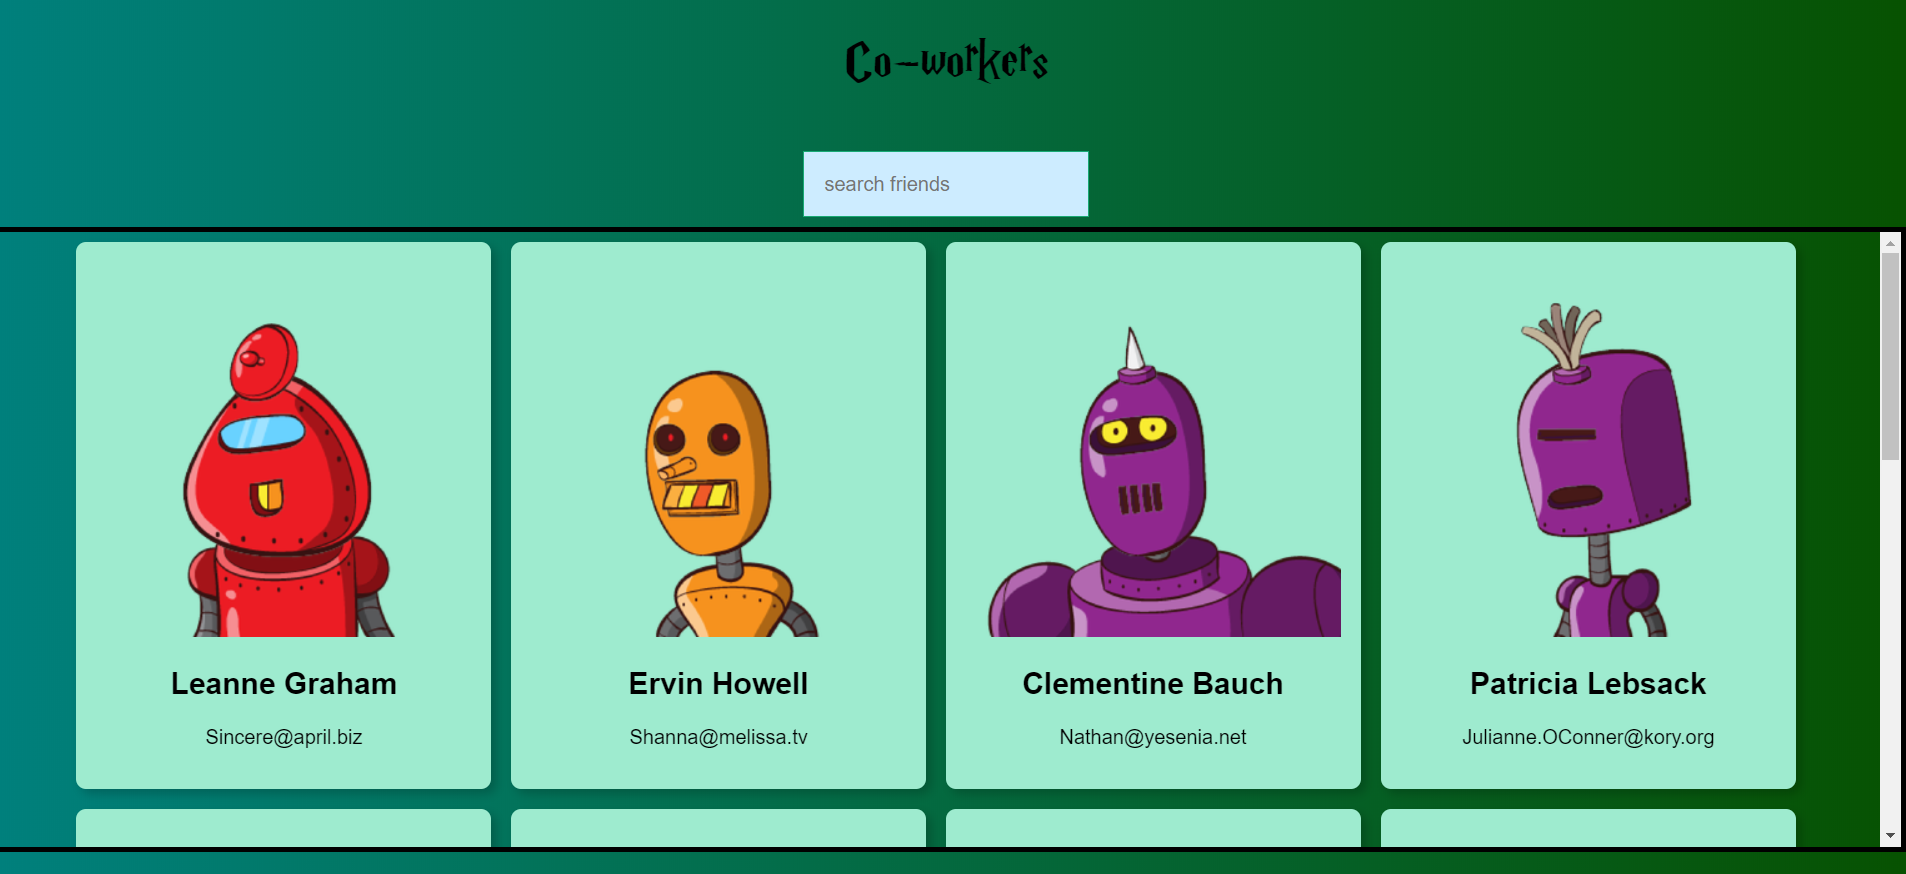 Co-workers
search friends
Leanne Graham
Ervin Howell
Clementine Bauch
Patricia Lebsack
Sincere@april.biz
Shanna@melissa.tv
Nathan@yesenia.net
Julianne.OConner@kory.org